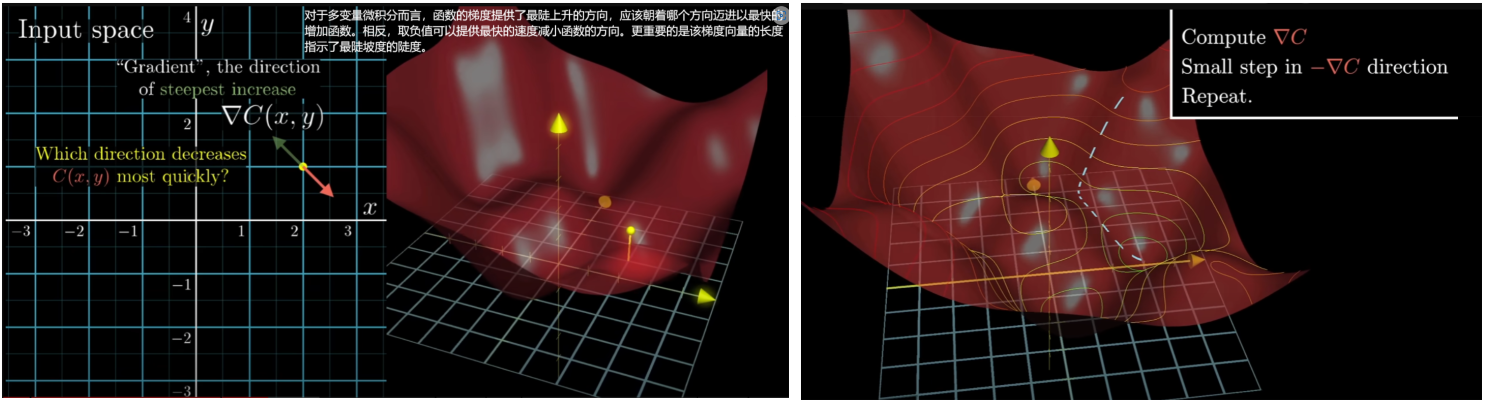 Input space
4
y
对于多变量微积分而言，函数的梯度提供了最陡上升的方向，应该朝着哪个方向迈进以最快的
增加函数。相反，取负值可以提供最快的速度减小函数的方向。更重要的是该梯度向量的长度
指示了最陡坡度的陡度。
“Gradient”, the direction
of steepest increase
∇C(x, y)
2
Which direction decreases
C(x, y) most quickly?
x
−3 −2 −1 1 2 3
−1
−2
−3
Compute ∇C
Small step in −∇C direction
Repeat.